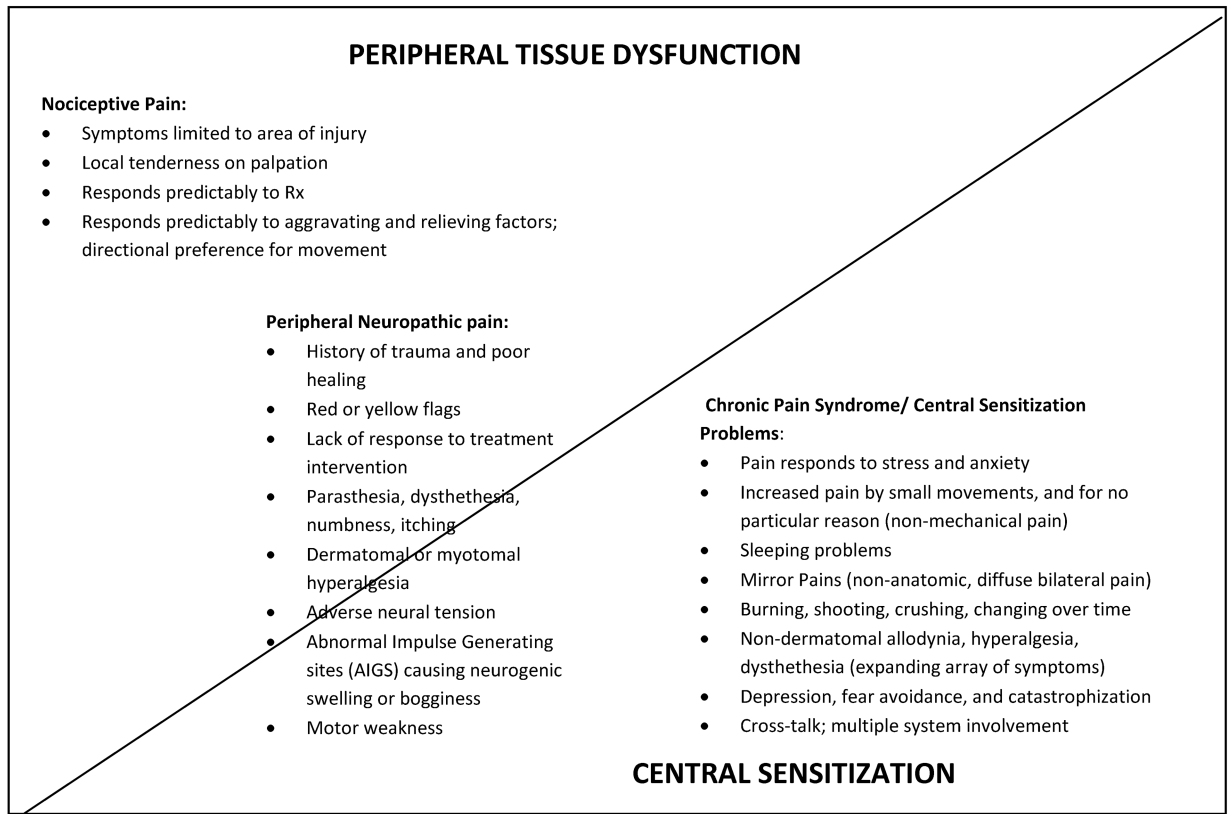 PERIPHERAL TISSUE DYSFUNCTION
Nociceptive Pain:
• Symptoms limited to area of injury
• Local tenderness on palpation
• Responds predictably to Rx
• Responds predictably to aggravating and relieving factors;
directional preference for movement
Peripheral Neuropathic pain:
• History of trauma and poor
healing
• Red or yellow flags
• Lack of response to treatment
intervention
• Parasthesia, dysthethesia,
numbness, itching
• Dermatomal or myotomal
hyperalgesia
• Adverse neural tension
• Abnormal Impulse Generating
sites (AIGS) causing neurogenic
swelling or bogginess
• Motor weakness
Chronic Pain Syndrome/ Central Sensitization
Problems:
• Pain responds to stress and anxiety
• Increased pain by small movements, and for no
particular reason (non-mechanical pain)
• Sleeping problems
• Mirror Pains (non-anatomic, diffuse bilateral pain)
• Burning, shooting, crushing, changing over time
• Non-dermatomal allodynia, hyperalgesia,
dysthethesia (expanding array of symptoms)
• Depression, fear avoidance, and catastrophization
• Cross-talk; multiple system involvement
CENTRAL SENSITIZATION